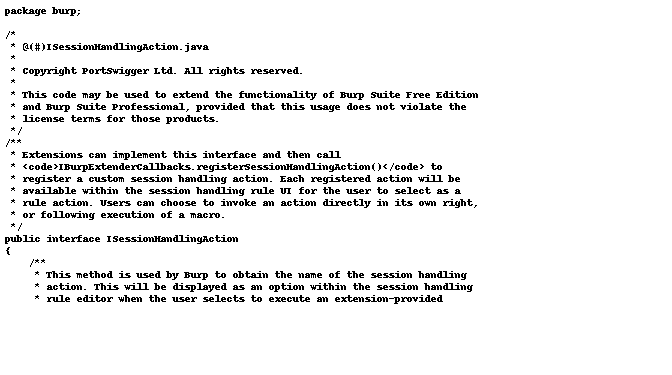 package burp;

/*
 * @(#)ISessionHandlingAction.java
 *
 * Copyright PortSwigger Ltd. All rights reserved.
 *
 * This code may be used to extend the functionality of Burp Suite Free Edition
 * and Burp Suite Professional, provided that this usage does not violate the
 * license terms for those products.
 */
/**
 * Extensions can implement this interface and then call
 * <code>IBurpExtenderCallbacks.registerSessionHandlingAction()</code> to
 * register a custom session handling action. Each registered action will be
 * available within the session handling rule UI for the user to select as a
 * rule action. Users can choose to invoke an action directly in its own right,
 * or following execution of a macro.
 */
public interface ISessionHandlingAction
{
    /**
     * This method is used by Burp to obtain the name of the session handling
     * action. This will be displayed as an option within the session handling
     * rule editor when the user selects to execute an extension-provided